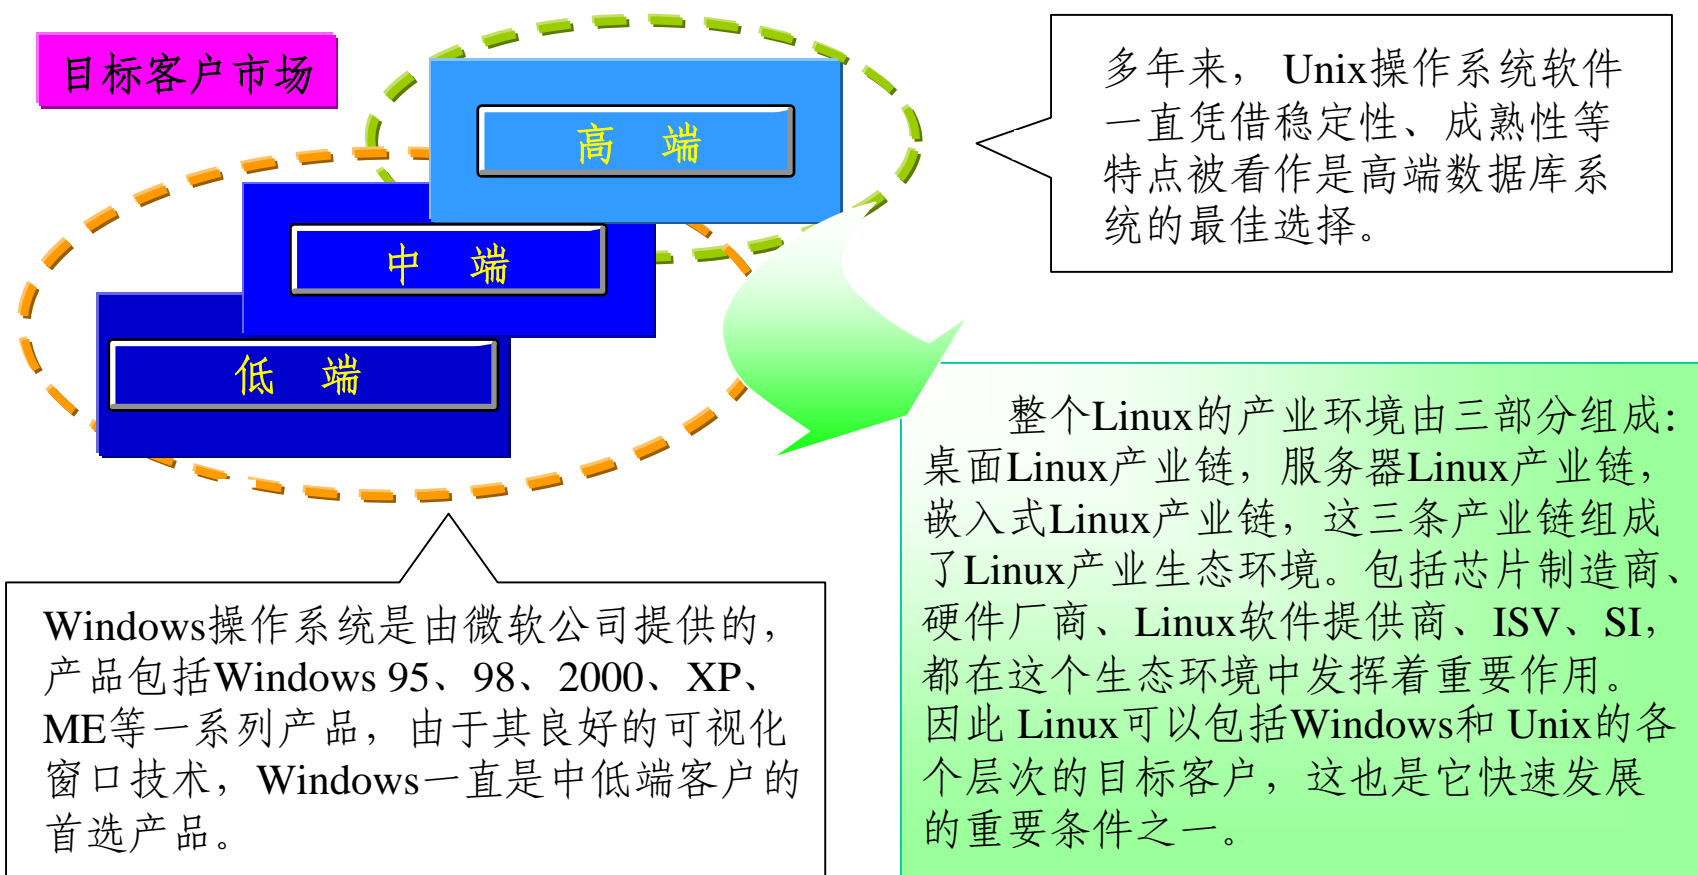 目标客户市场
高 端
中 端
低 端
多年来， Unix操作系统软件
一直凭借稳定性、成熟性等
特点被看作是高端数据库系
统的最佳选择。
Windows操作系统是由微软公司提供的，
产品包括Windows 95、98、2000、XP、
ME等一系列产品，由于其良好的可视化
窗口技术，Windows一直是中低端客户的
首选产品。
整个Linux的产业环境由三部分组成:
桌面Linux产业链，服务器Linux产业链，
嵌入式Linux产业链，这三条产业链组成
了Linux产业生态环境。包括芯片制造商、
硬件厂商、Linux软件提供商、ISV、SI，
都在这个生态环境中发挥着重要作用。
因此 Linux可以包括Windows和 Unix的各
个层次的目标客户，这也是它快速发展
的重要条件之一。